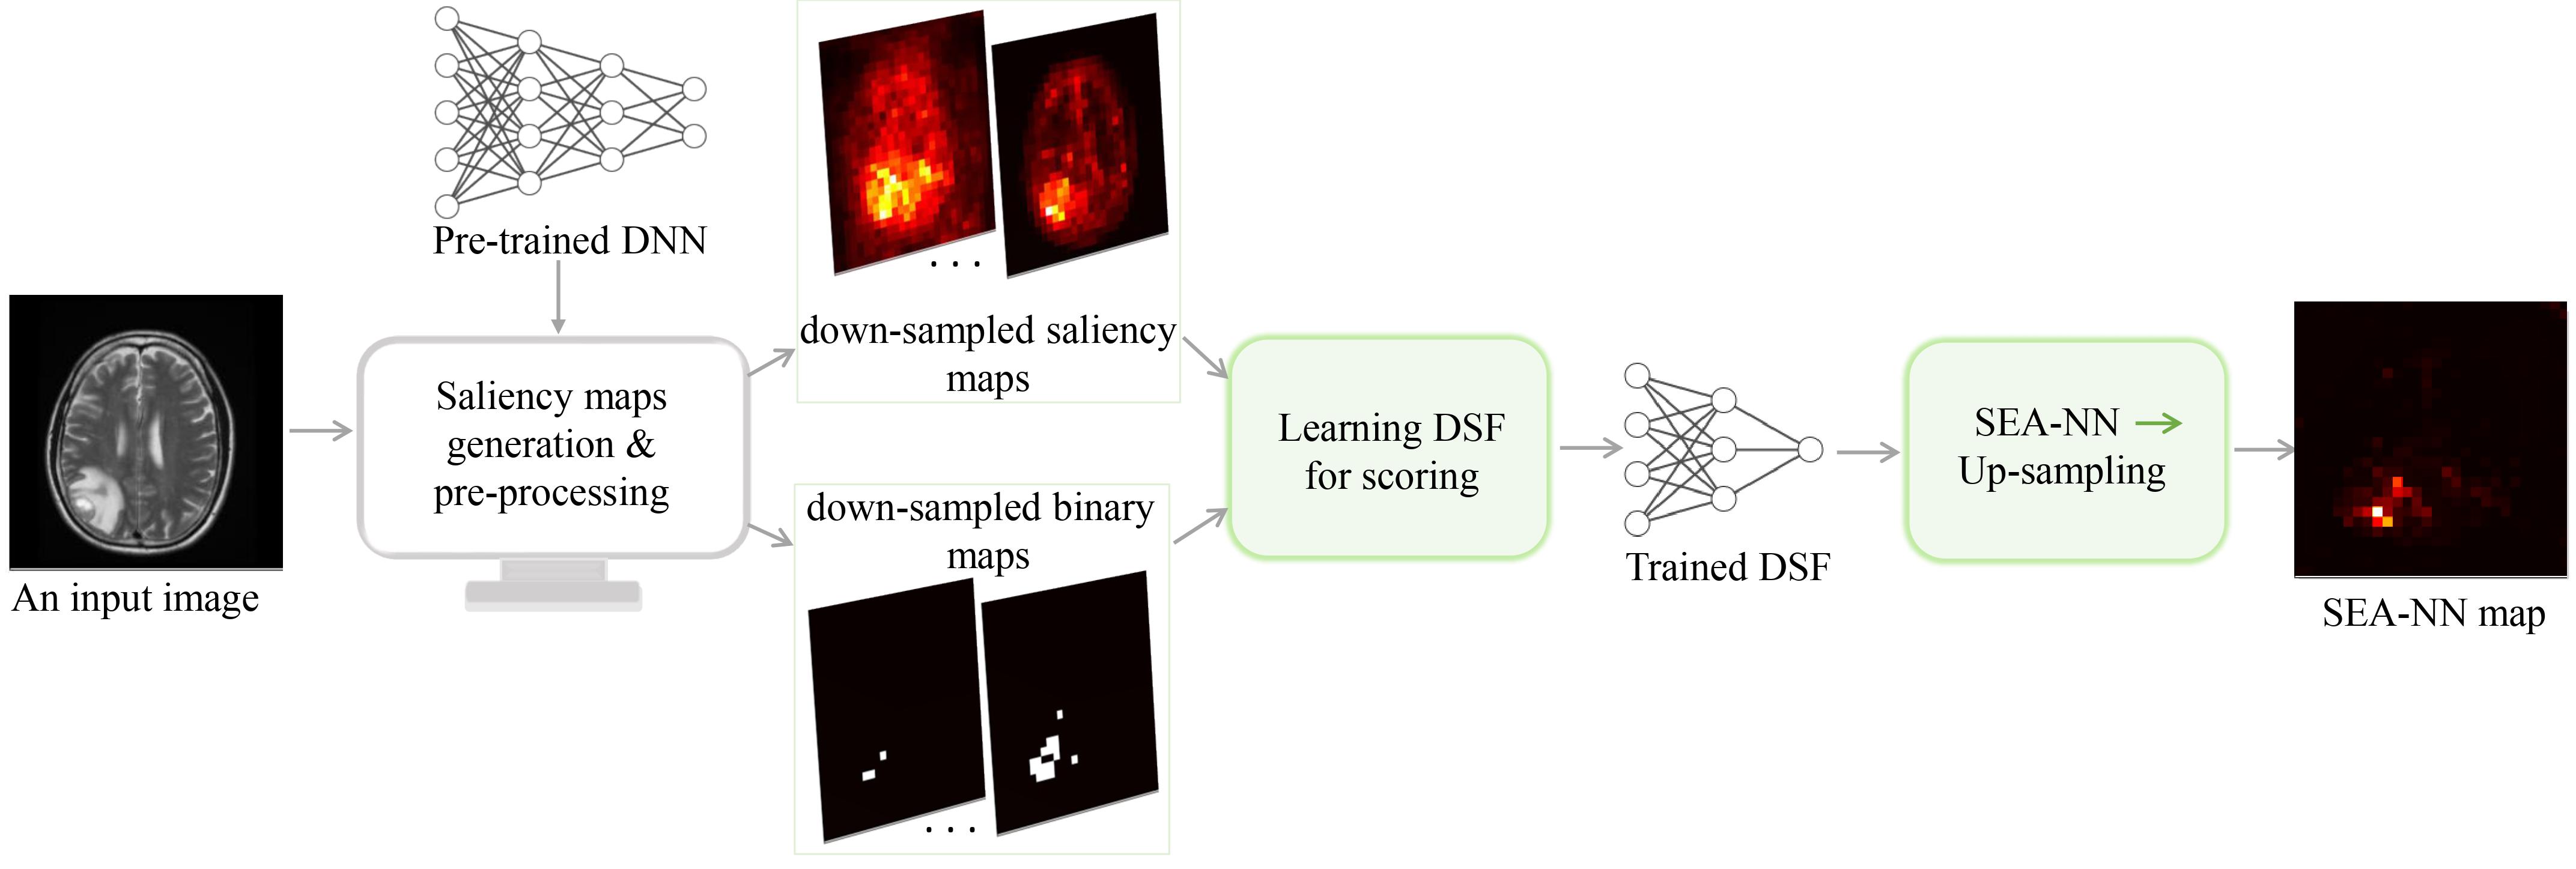 Pre-trained DNN
An input image
Saliency maps
generation &
pre-processing
down-sampled saliency
maps
. . .
down-sampled binary
maps
. . .
Learning DSF
for scoring
Trained DSF
SEA-NN →
Up-sampling
SEA-NN map